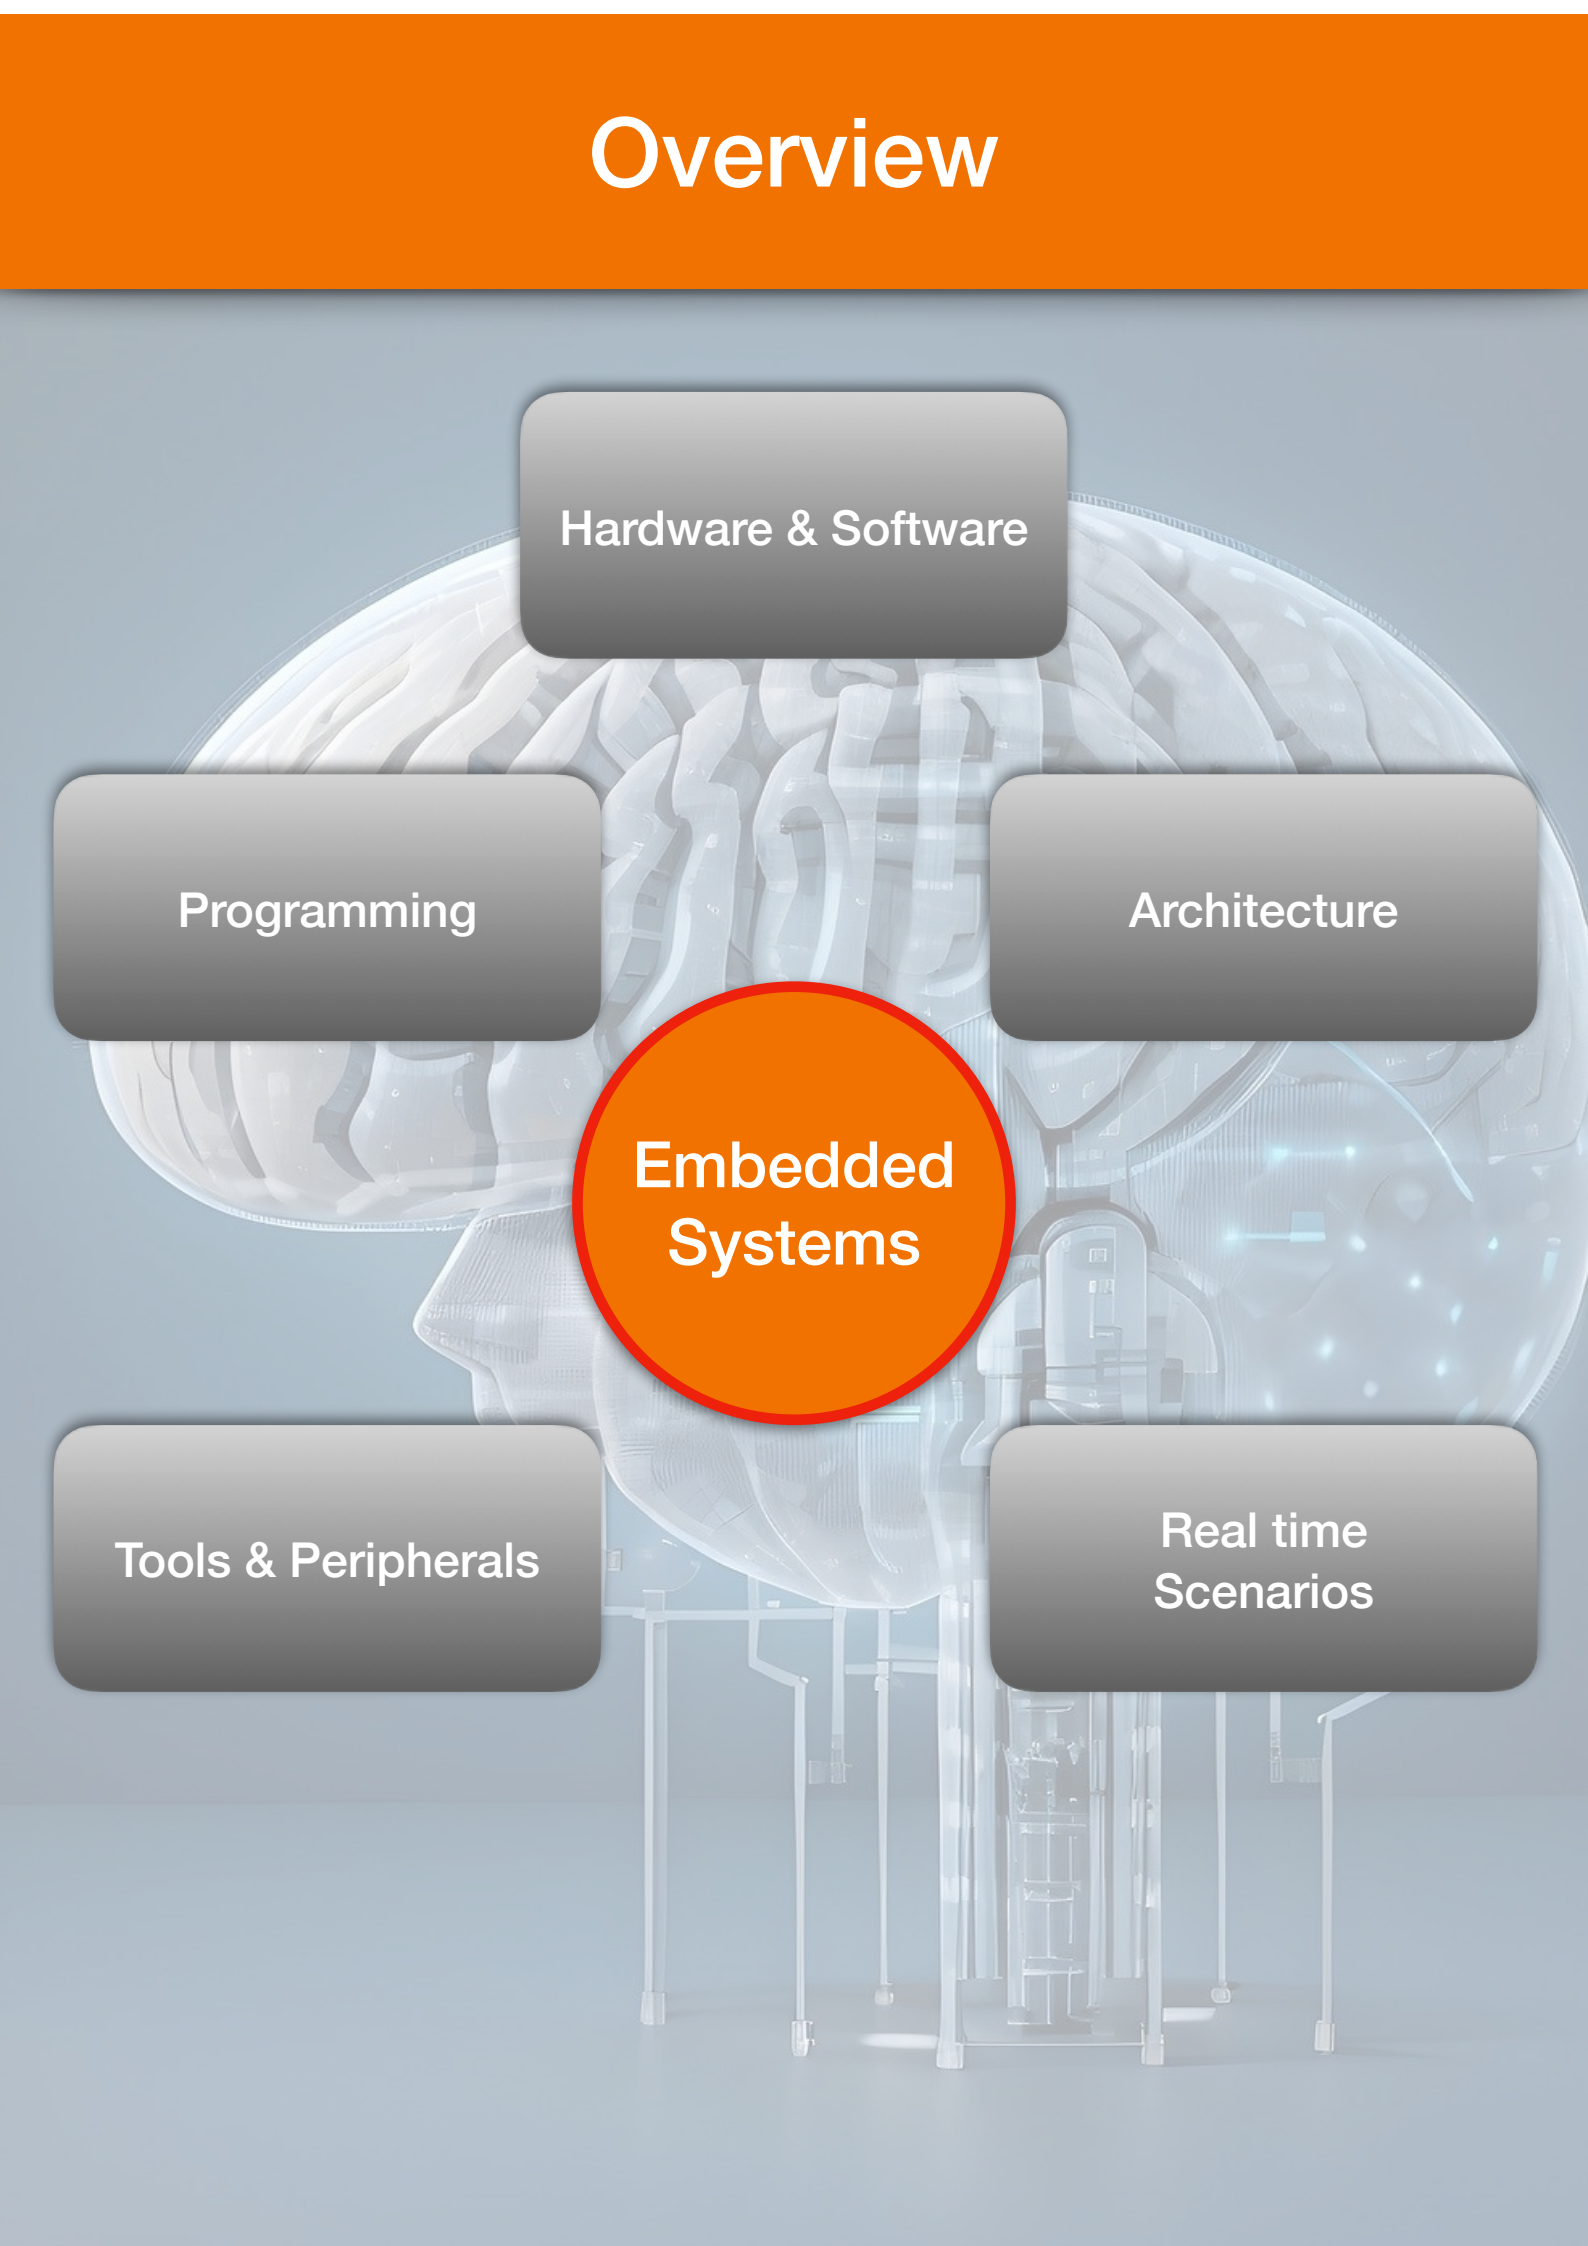 Overview
Hardware & Software
Programming
Architecture
Embedded
Systems
Tools & Peripherals
Real time
Scenarios